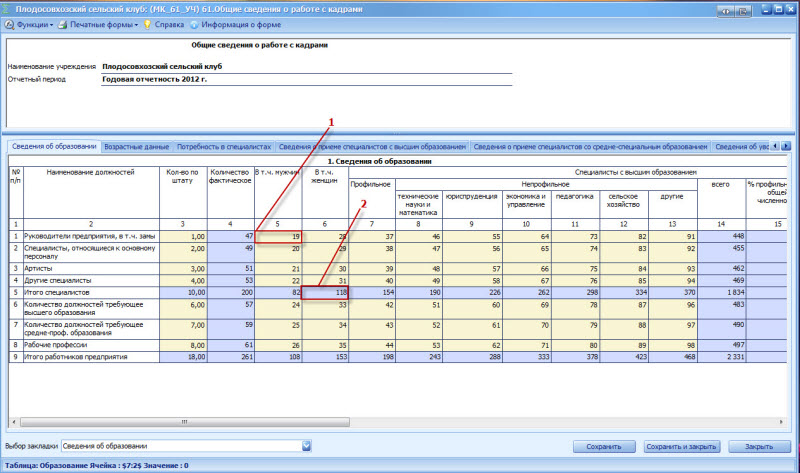 Плодосовхозский сельский клуб: (МК_61_УЧ) 61.Общие сведения о работе с кадрами
Функции Печатные формы Справка Информация о форме
Общие сведения о работе с кадрами
Наименование учреждения Плодосовхозский сельский клуб
Отчетный период Годовая отчетность 2012 г.
1
Сведения об образовании Возрастные данные Потребность в специалистах Сведения о приеме специалистов с высшим образованием Сведения о приеме специалистов со средне-специальным образованием Сведения об увс
1. Сведения об образовании
№ п/п Наименование должностей Кол-во по штату Количество фактическое В т.ч. мужчин В т.ч. женщин Специалисты с высшим образованием
Профильное Непрофильное всего % профильн общей численно
технические науки и математика юриспруденция экономика и управление педагогика сельское хозяйство другие
2
1 2 3 4 5 6 7 8 9 10 11 12 13 14 15
1 Руководители предприятия, в т.ч. замы 1,00 47 19 28 37 46 55 64 73 82 91 448
2 Специалисты, относящиеся к основному персоналу 2,00 49 20 29 38 47 56 65 74 83 92 455
3 Артисты 3,00 51 21 30 39 48 57 66 75 84 93 462
4 Другие специалисты 4,00 53 22 31 40 49 58 67 76 85 94 469
5 Итого специалистов 10,00 200 82 118 154 190 226 262 298 334 370 1 834
6 Количество должностей требующее высшего образования 6,00 57 24 33 42 51 60 69 78 87 96 483
7 Количество должностей требующее средне-проф. образования 7,00 59 25 34 43 52 61 70 79 88 97 490
8 Рабочие профессии 8,00 61 26 35 44 53 62 71 80 89 98 497
9 Итого работников предприятия 18,00 261 108 153 198 243 288 333 378 423 468 2 331
Выбор закладки Сведения об образовании Сохранить Сохранить и закрыть Закрыть
Таблица: Образование Ячейка : $7:2$ Значение : 0